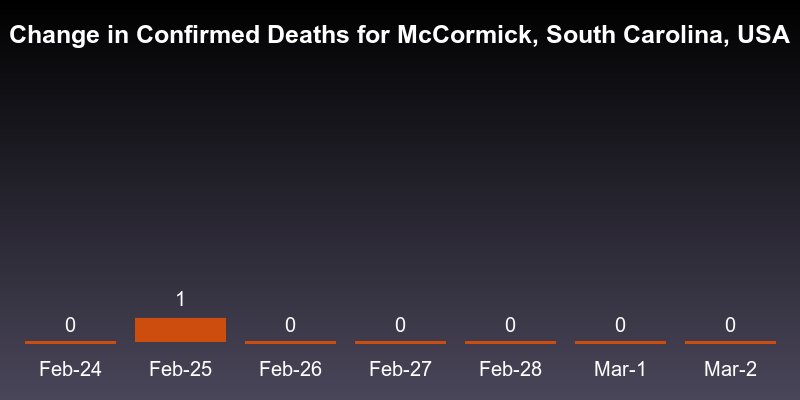 Change in Confirmed Deaths for McCormick, South Carolina, USA
0 1 0 0 0 0 0
Feb-24 Feb-25 Feb-26 Feb-27 Feb-28 Mar-1 Mar-2